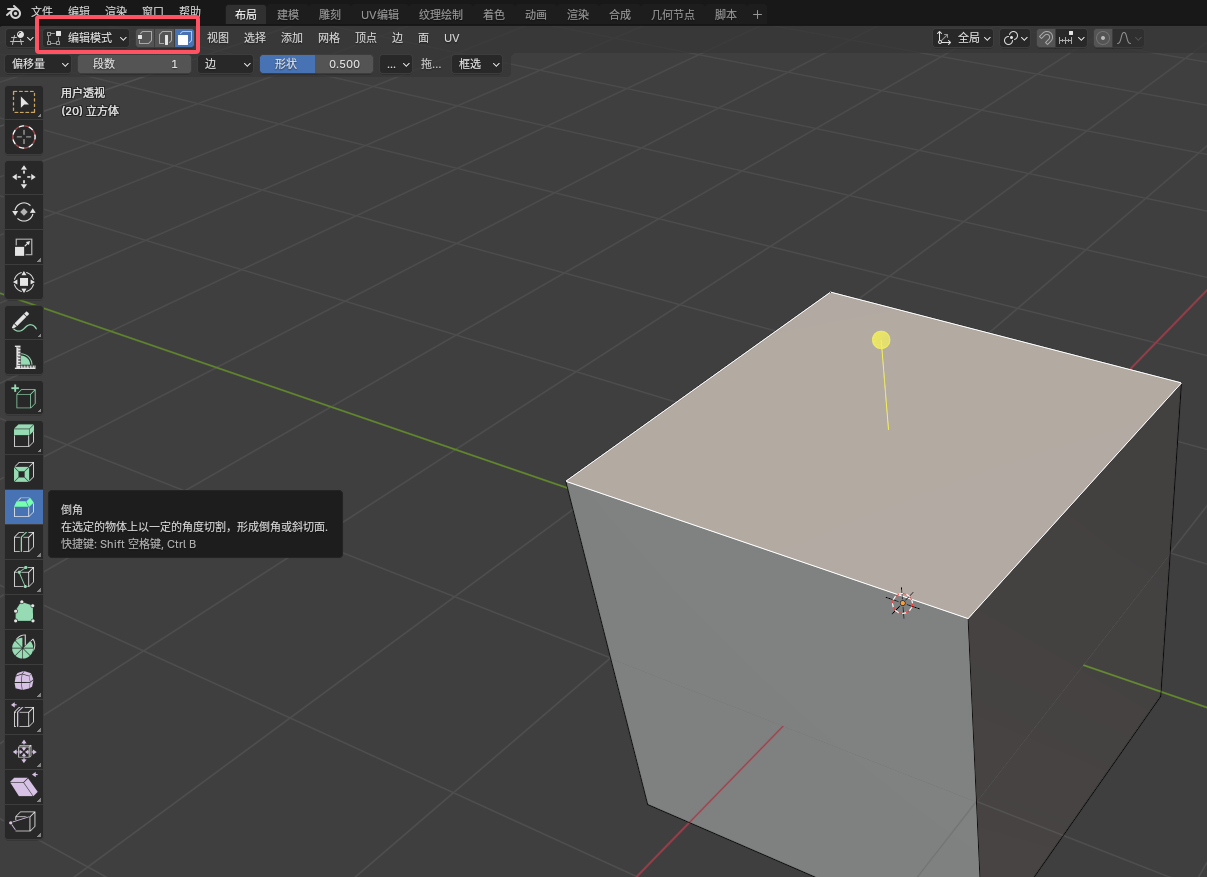 文件 编辑 渲染 窗口 帮助 布局 建模 雕刻 UV编辑 纹理绘制 着色 动画 渲染 合成 几何节点 脚本 +
编辑模式 视图 选择 添加 网格 顶点 边 面 UV 全局
偏移量 段数 1 边 形状 0.500 ... 拖... 框选
用户透视
(20) 立方体
倒角
在选定的物体上以一定的角度切割，形成倒角或斜切面.
快捷键: Shift 空格键, Ctrl B